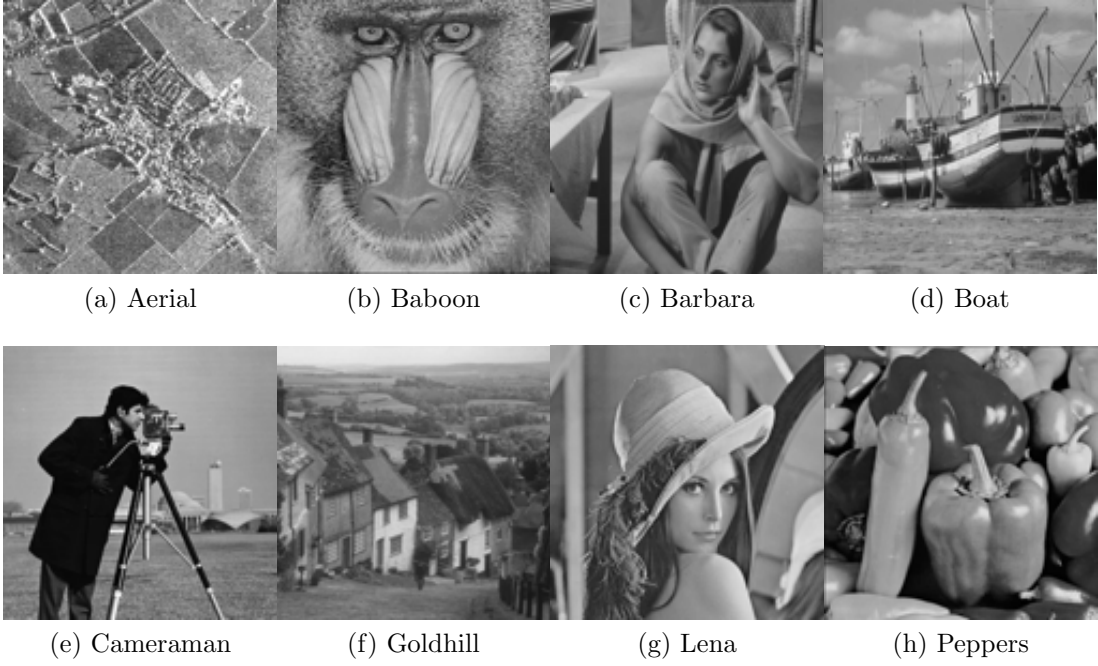 (a) Aerial (b) Baboon (c) Barbara (d) Boat
(e) Cameraman (f) Goldhill (g) Lena (h) Peppers